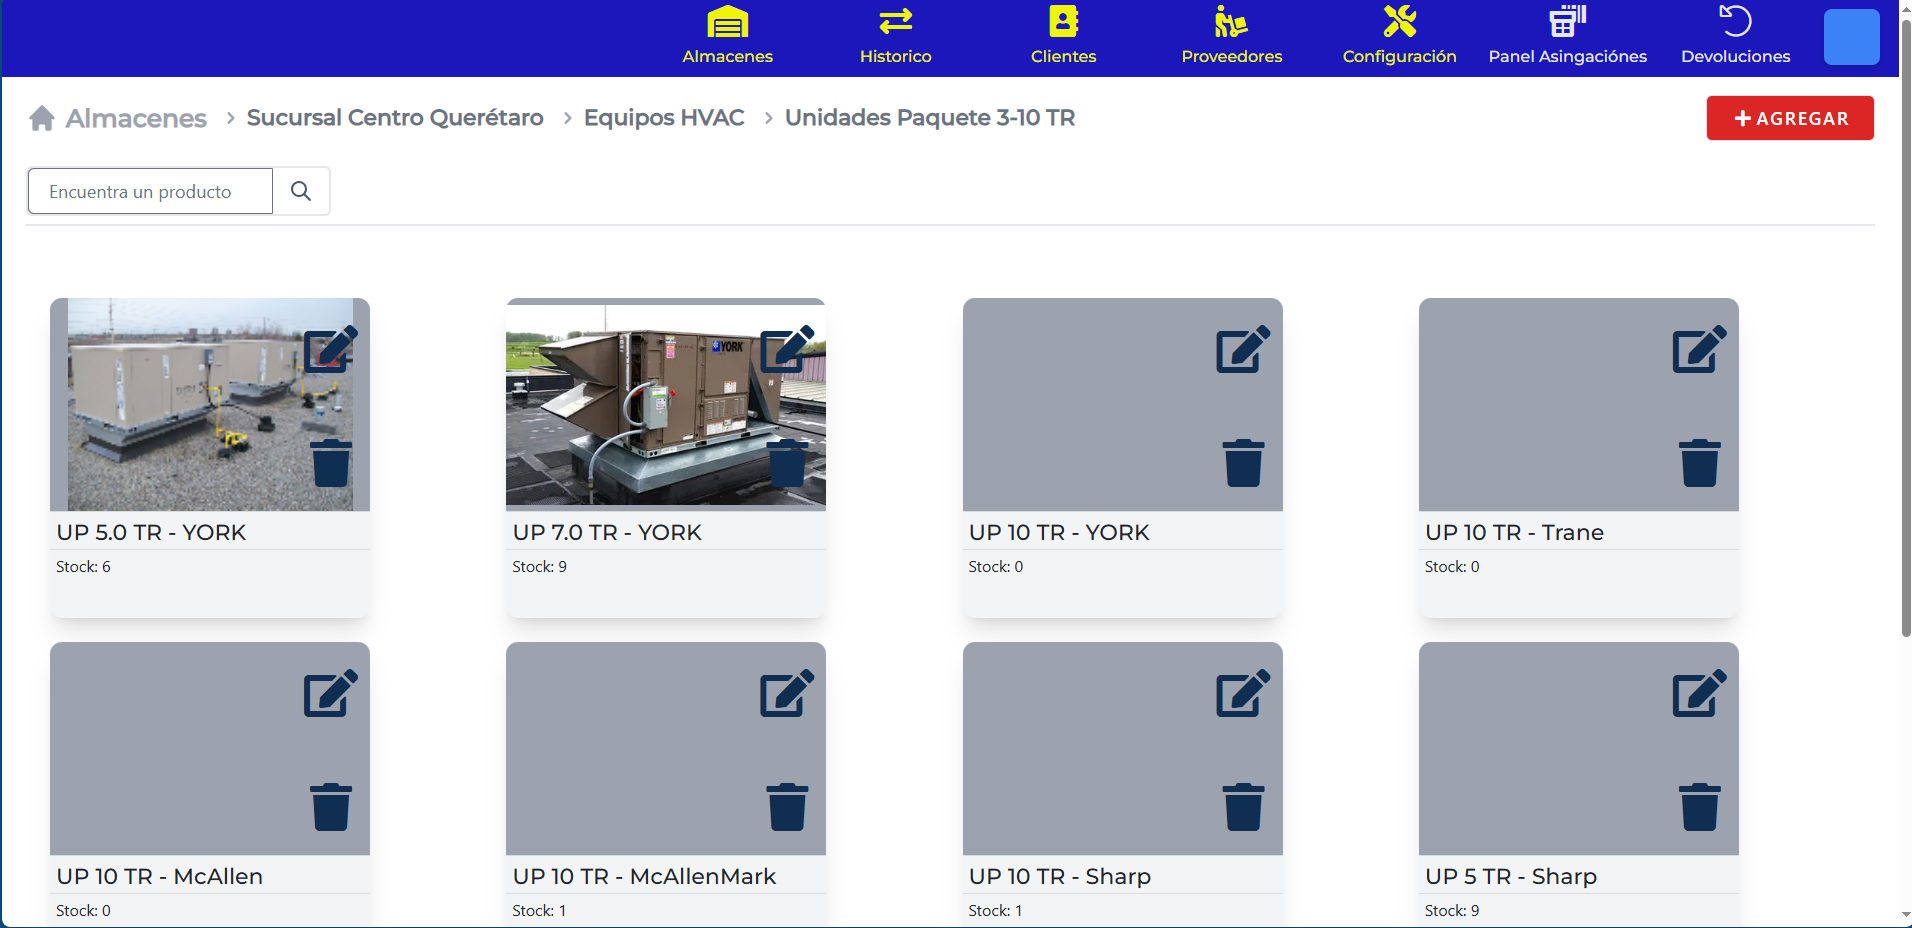 Almacenes
Historico
Clientes
Proveedores
Configuración
Panel Asingaciónes
Devoluciones
Almacenes > Sucursal Centro Querétaro > Equipos HVAC > Unidades Paquete 3-10 TR
+ AGREGAR
Encuentra un producto
YORK
UP 5.0 TR - YORK
Stock: 6
UP 7.0 TR - YORK
Stock: 9
UP 10 TR - YORK
Stock: 0
UP 10 TR - Trane
Stock: 0
UP 10 TR - McAllen
Stock: 0
UP 10 TR - McAllenMark
Stock: 1
UP 10 TR - Sharp
Stock: 1
UP 5 TR - Sharp
Stock: 9